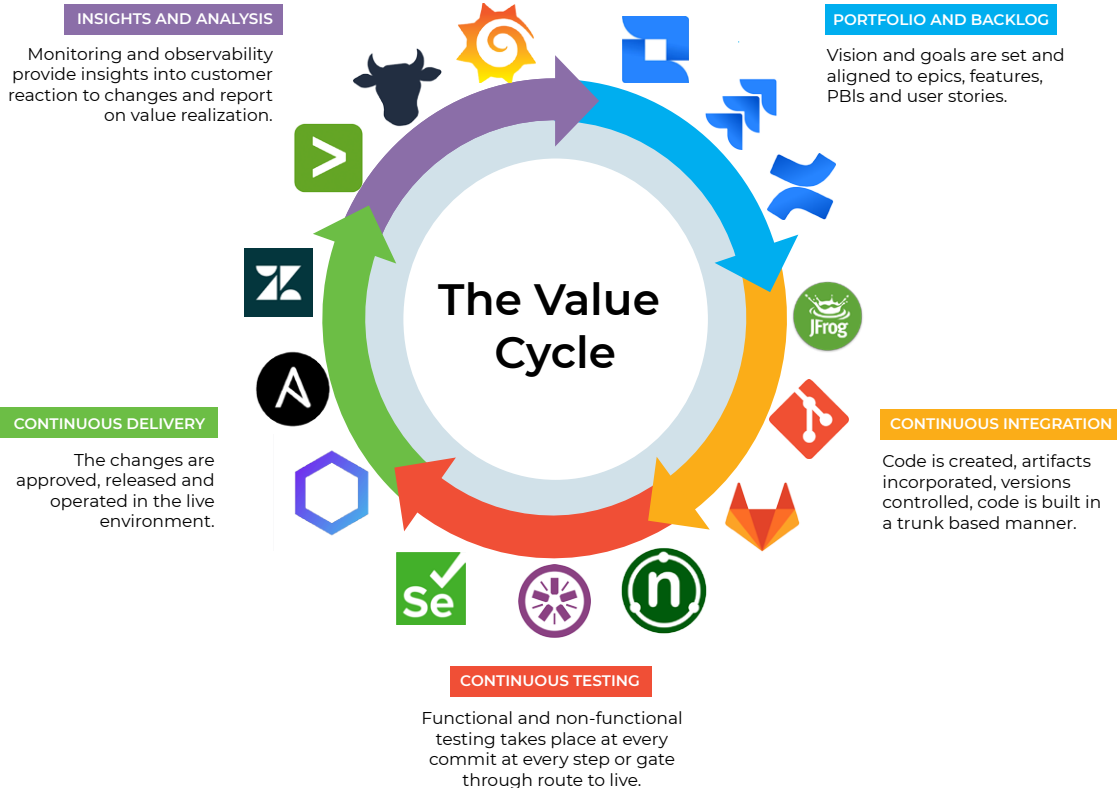 INSIGHTS AND ANALYSIS
Monitoring and observability
provide insights into customer
reaction to changes and report
on value realization.
PORTFOLIO AND BACKLOG
Vision and goals are set and
aligned to epics, features,
PBIs and user stories.
The Value
Cycle
JFrog
CONTINUOUS DELIVERY
The changes are
approved, released and
operated in the live
environment.
CONTINUOUS INTEGRATION
Code is created, artifacts
incorporated, versions
controlled, code is built in
a trunk based manner.
Se
n
CONTINUOUS TESTING
Functional and non-functional
testing takes place at every
commit at every step or gate
through route to live.